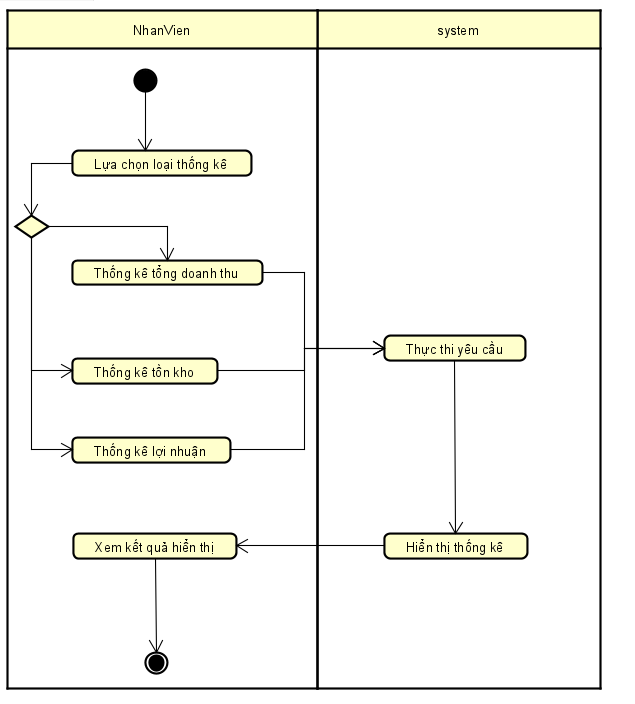 NhanVien
system
Lựa chọn loại thống kê
Thống kê tổng doanh thu
Thực thi yêu cầu
Thống kê tồn kho
Thống kê lợi nhuận
Xem kết quả hiển thị
Hiển thị thống kê